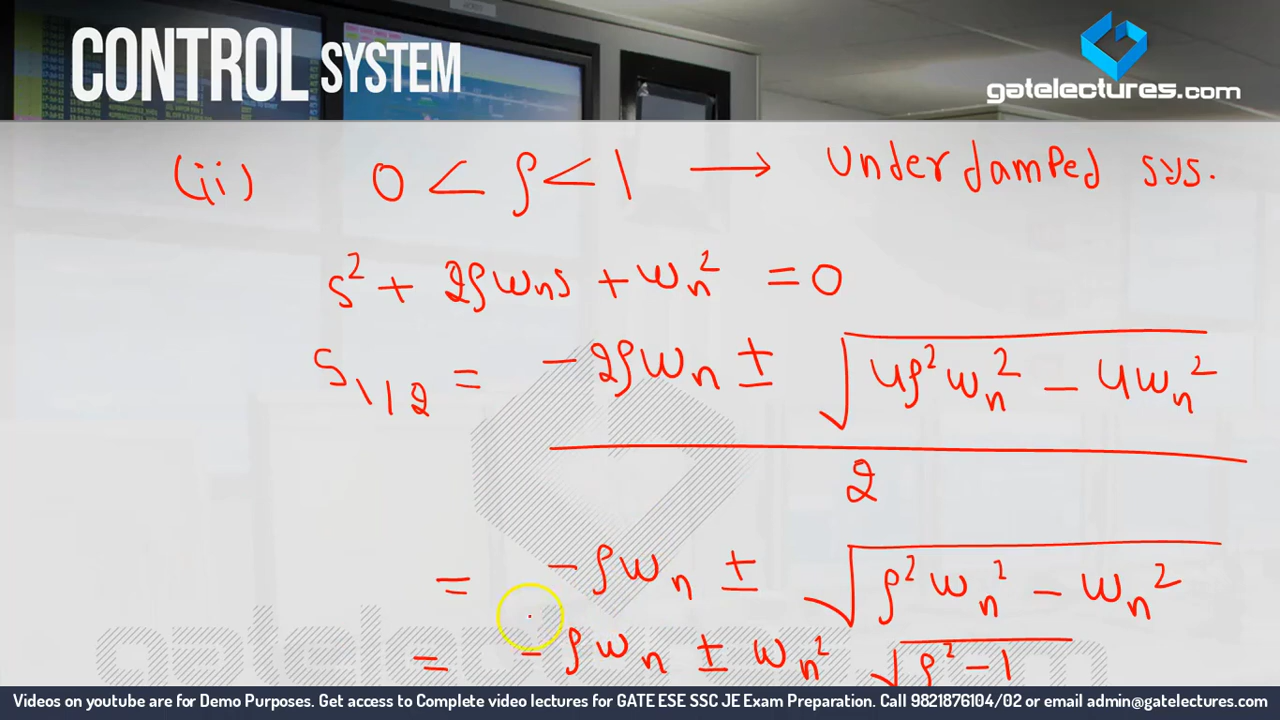 CONTROL SYSTEM
gatelectures.com
(ii) 0 < ρ < 1 → Underdamped sys.
s² + 2ρωₙs + ωₙ² = 0
S₁,₂ = -2ρωₙ ± √(4ρ²ωₙ² - 4ωₙ²)
2
= -ρωₙ ± √(ρ²ωₙ² - ωₙ²)
= -ρωₙ ± ωₙ² √(ρ² - 1)
gatelectures.com
Videos on youtube are for Demo Purposes. Get access to Complete video lectures for GATE ESE SSC JE Exam Preparation. Call 9821876104/02 or email admin@gatelectures.com